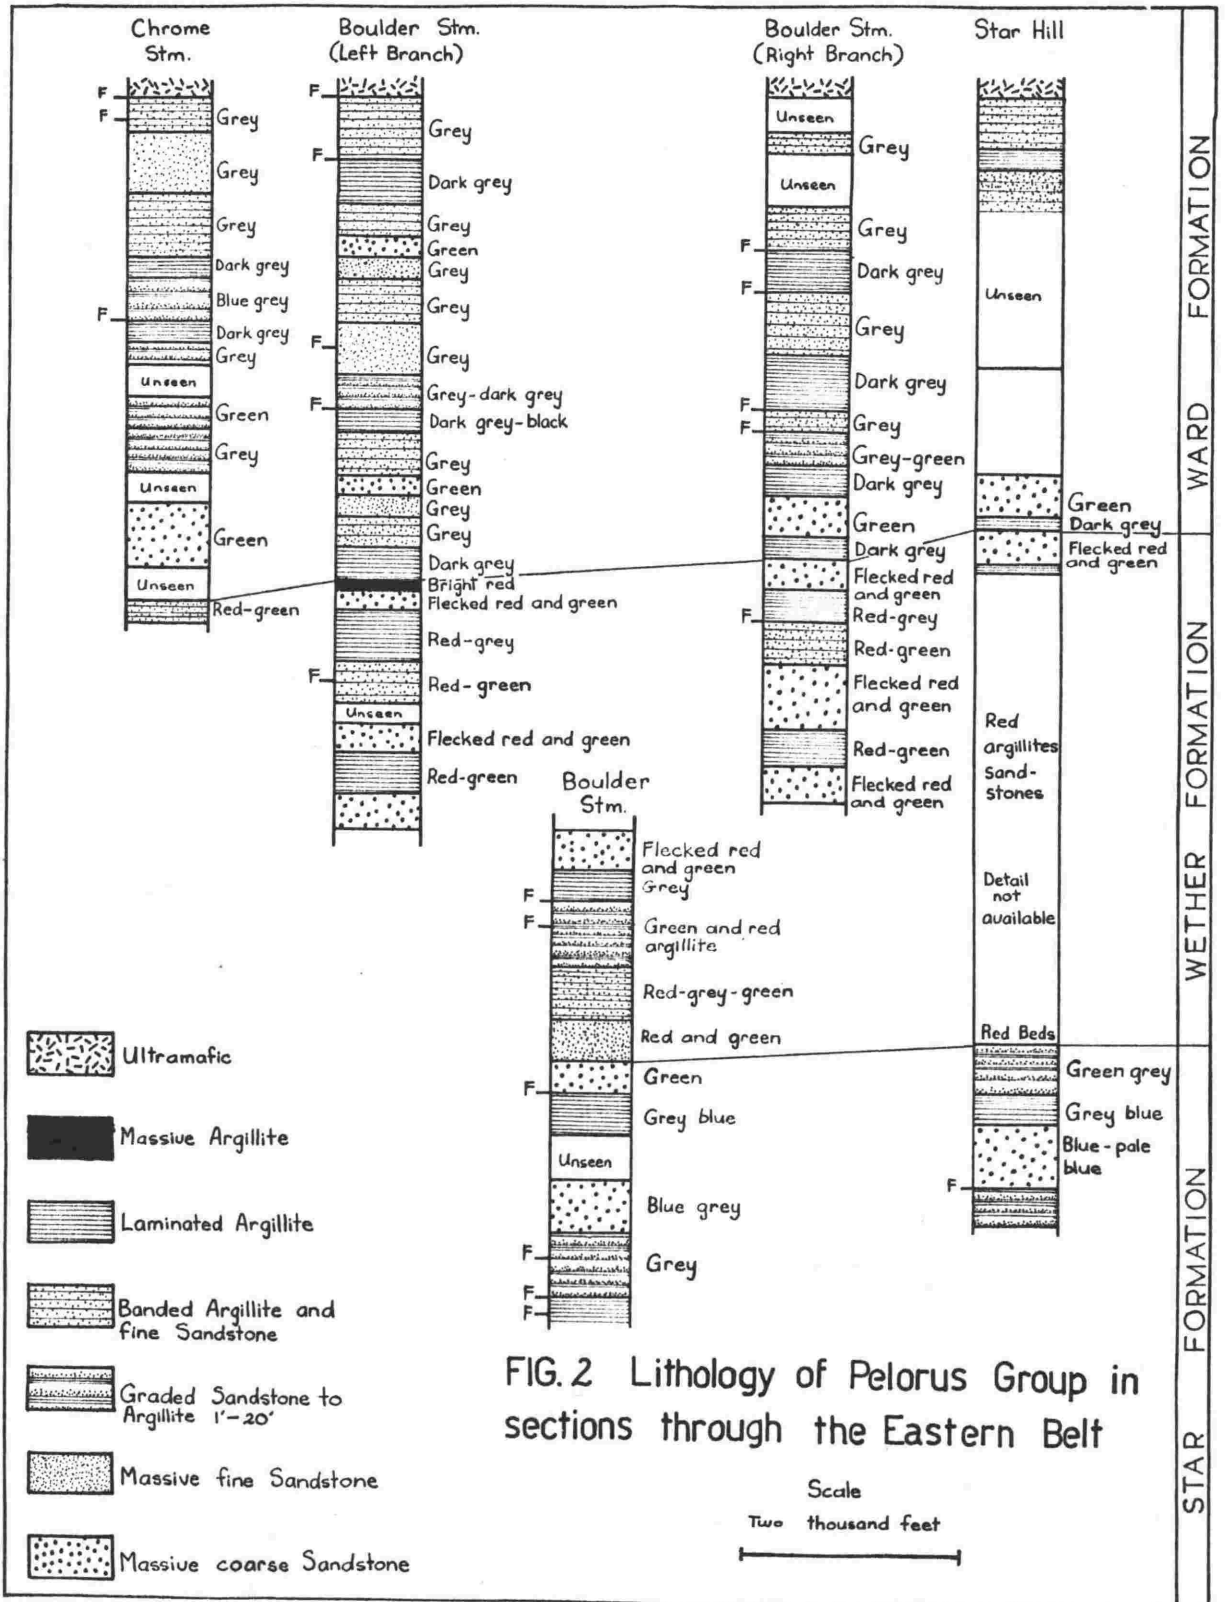 Chrome
Stm.
F
F
Grey
Grey
Grey
Dark grey
Blue grey
F
Dark grey
Grey
Unseen
Green
Grey
Unseen
Green
Unseen
Red-green
Boulder Stm.
(Left Branch)
F
Grey
F
Dark grey
Grey
Green
Grey
Grey
F
Grey
Grey-dark grey
F
Dark grey-black
Grey
Green
Grey
Grey
Dark grey
Bright red
Flecked red and green
Red-grey
F
Red-green
Unseen
Flecked red and green
Red-green
Boulder
Stm.
Flecked red
and green
Grey
F
F
Green and red
argillite
Red-grey-green
Red and green
Green
F
Grey blue
Unseen
Blue grey
F
Grey
F
F
Boulder Stm.
(Right Branch)
Unseen
Grey
Unseen
Grey
F
Dark grey
F
Grey
Dark grey
F
Grey
F
Grey-green
Dark grey
Green
Dark grey
Flecked red
and green
Red-grey
F
Red-green
Flecked red
and green
Red-green
Flecked red
and green
Star Hill
Unseen
Green
Dark grey
Flecked red
and green
Red
argillites
sand-
stones
Detail
not
available
Red Beds
Green grey
Grey blue
Blue-pale
blue
F
WARD FORMATION
WETHER FORMATION
STAR FORMATION
Ultramafic
Massive Argillite
Laminated Argillite
Banded Argillite and
fine Sandstone
Graded Sandstone to
Argillite 1'-20'
Massive fine Sandstone
Massive coarse Sandstone
FIG. 2 Lithology of Pelorus Group in
sections through the Eastern Belt
Scale
Two thousand feet